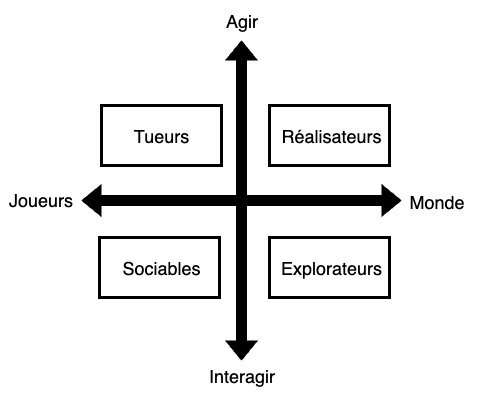 Agir
Tueurs
Réalisateurs
Joueurs
Monde
Sociables
Explorateurs
Interagir